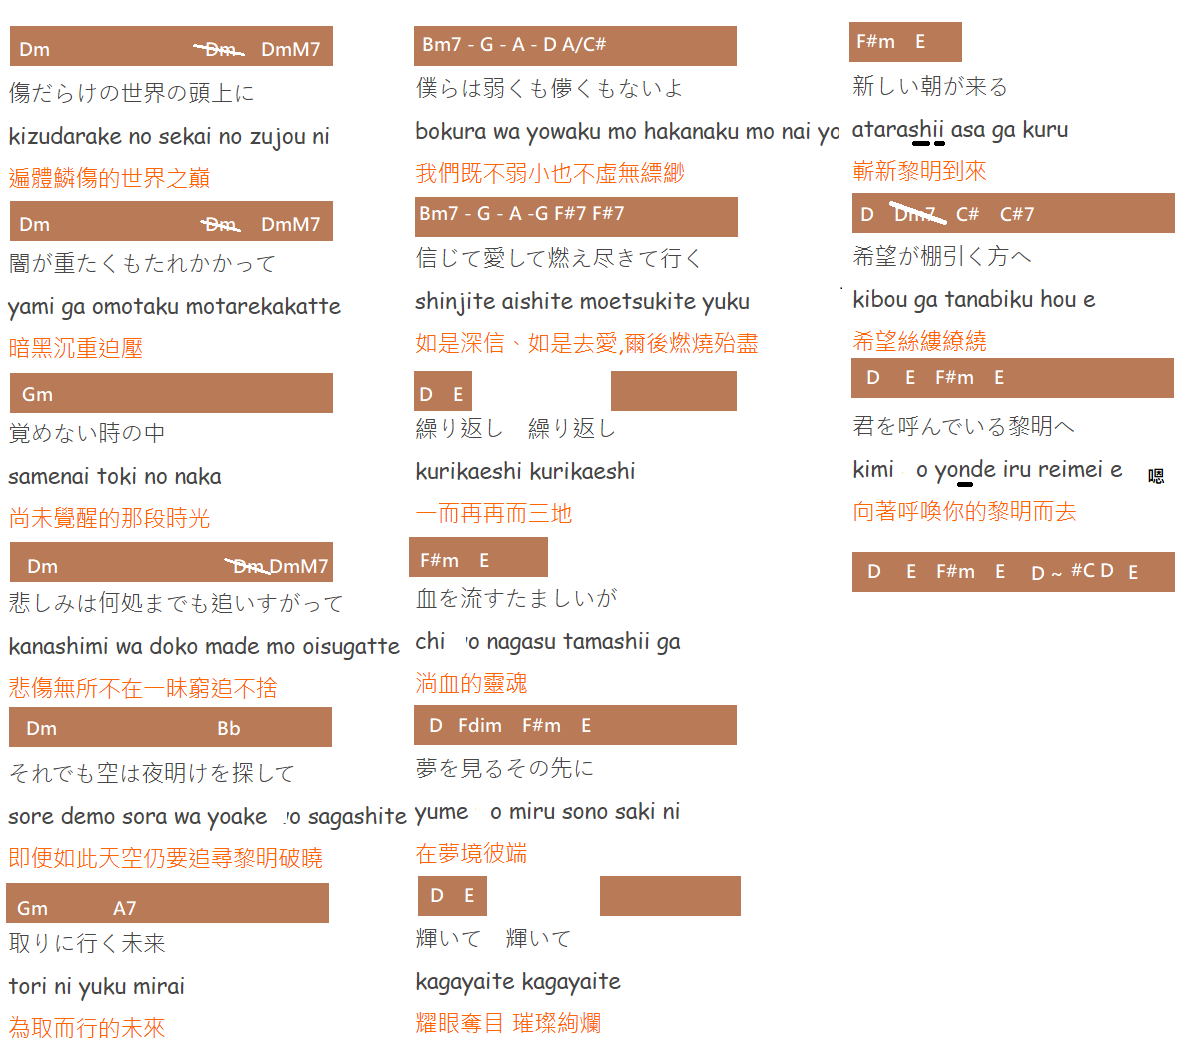 Dm Dm DmM7
傷だらけの世界の頭上に
kizudarake no sekai no zujou ni
遍體鱗傷的世界之巔
Dm Dm DmM7
闇が重たくもたれかかって
yami ga omotaku motarekakatte
暗黑沉重迫壓
Gm
覚めない時の中
samenai toki no naka
尚未覺醒的那段時光
Dm Dm DmM7
悲しみは何処までも追いすがって
kanashimi wa doko made mo oisugatte
悲傷無所不在一昧窮追不捨
Dm Bb
それでも空は夜明けを探して
sore demo sora wa yoake o sagashite
即便如此天空仍要追尋黎明破曉
Gm A7
取りに行く未来
tori ni yuku mirai
為取而行的未來
Bm7 - G - A - D A/C#
僕らは弱くも儚くもないよ
bokura wa yowaku mo hakanaku mo nai yo
我們既不弱小也不虛無縹緲
Bm7 - G - A -G F#7 F#7
信じて愛して燃え尽きて行く
shinjite aishite moetsukite yuku
如是深信、如是去愛,爾後燃燒殆盡
D E
繰り返し 繰り返し
kurikaeshi kurikaeshi
一而再再而三地
F#m E
血を流すたましいが
chi o nagasu tamashii ga
淌血的靈魂
D Fdim F#m E
夢を見るその先に
yume o miru sono saki ni
在夢境彼端
D E
輝いて 輝いて
kagayaite kagayaite
耀眼奪目 璀璨絢爛
F#m E
新しい朝が来る
atarashii asa ga kuru
嶄新黎明到來
D Dm7 C# C#7
希望が棚引く方へ
kibou ga tanabiku hou e
希望絲縷繚繞
D E F#m E
君を呼んでいる黎明へ
kimi o yonde iru reimei e 嗯
向著呼喚你的黎明而去
D E F#m E D ~ #C D E